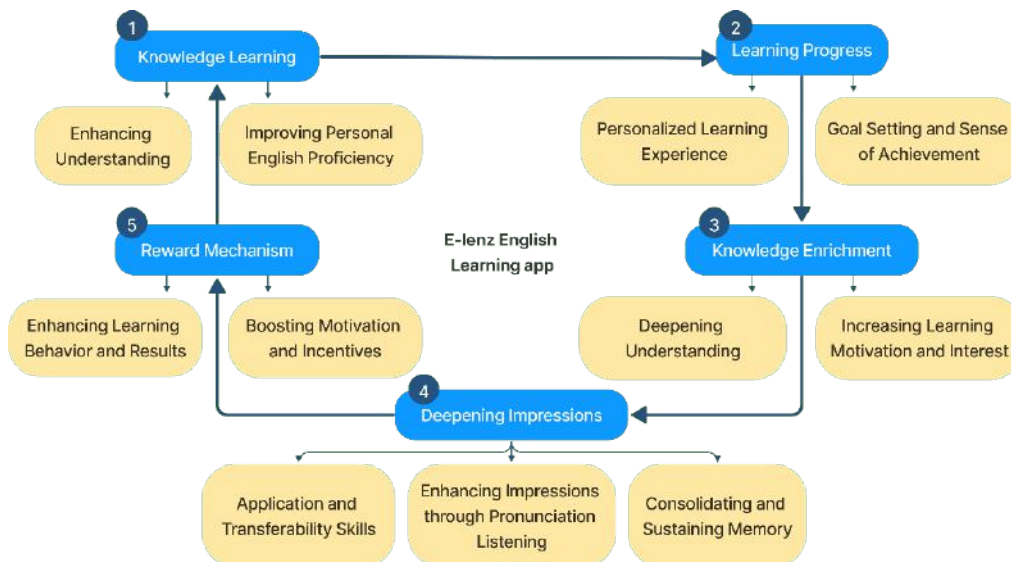 1
Knowledge Learning
Enhancing
Understanding
Improving Personal
English Proficiency
2
Learning Progress
Personalized Learning
Experience
Goal Setting and Sense
of Achievement
3
Knowledge Enrichment
Deepening
Understanding
Increasing Learning
Motivation and Interest
4
Deepening Impressions
Application and
Transferability Skills
Enhancing Impressions
through Pronunciation
Listening
Consolidating and
Sustaining Memory
5
Reward Mechanism
Enhancing Learning
Behavior and Results
Boosting Motivation
and Incentives
E-lenz English
Learning app